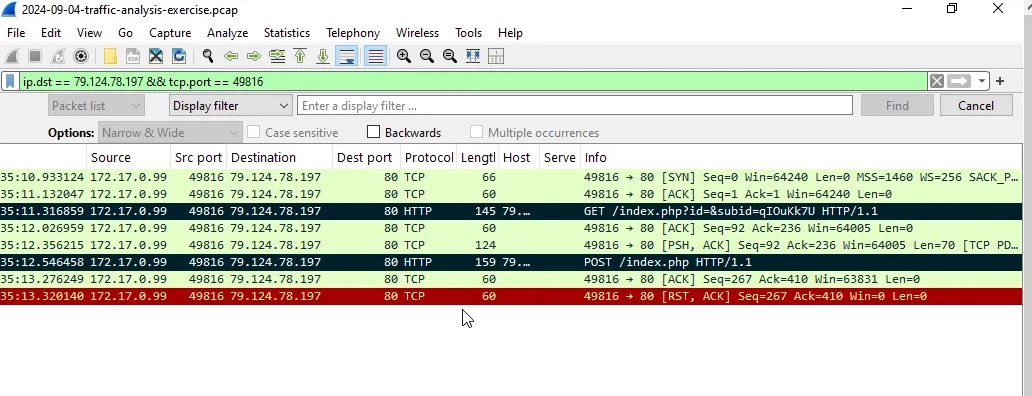 2024-09-04-traffic-analysis-exercise.pcap
File Edit View Go Capture Analyze Statistics Telephony Wireless Tools Help
ip.dst == 79.124.78.197 && tcp.port == 49816
Packet list Display filter Enter a display filter ... Find Cancel
Options: Narrow & Wide Case sensitive Backwards Multiple occurrences
Source Src port Destination Dest port Protocol Lengtl Host Serve Info
35:10.933124 172.17.0.99 49816 79.124.78.197 80 TCP 66 49816 → 80 [SYN] Seq=0 Win=64240 Len=0 MSS=1460 WS=256 SACK_P…
35:11.132047 172.17.0.99 49816 79.124.78.197 80 TCP 60 49816 → 80 [ACK] Seq=1 Ack=1 Win=64240 Len=0
35:11.316859 172.17.0.99 49816 79.124.78.197 80 HTTP 145 79.… GET /index.php?id=&subid=qIOuKk7U HTTP/1.1
35:12.026959 172.17.0.99 49816 79.124.78.197 80 TCP 60 49816 → 80 [ACK] Seq=92 Ack=236 Win=64005 Len=0
35:12.356215 172.17.0.99 49816 79.124.78.197 80 TCP 124 49816 → 80 [PSH, ACK] Seq=92 Ack=236 Win=64005 Len=70 [TCP PD…
35:12.546458 172.17.0.99 49816 79.124.78.197 80 HTTP 159 79.… POST /index.php HTTP/1.1
35:13.276249 172.17.0.99 49816 79.124.78.197 80 TCP 60 49816 → 80 [ACK] Seq=267 Ack=410 Win=63831 Len=0
35:13.320140 172.17.0.99 49816 79.124.78.197 80 TCP 60 49816 → 80 [RST, ACK] Seq=267 Ack=410 Win=0 Len=0